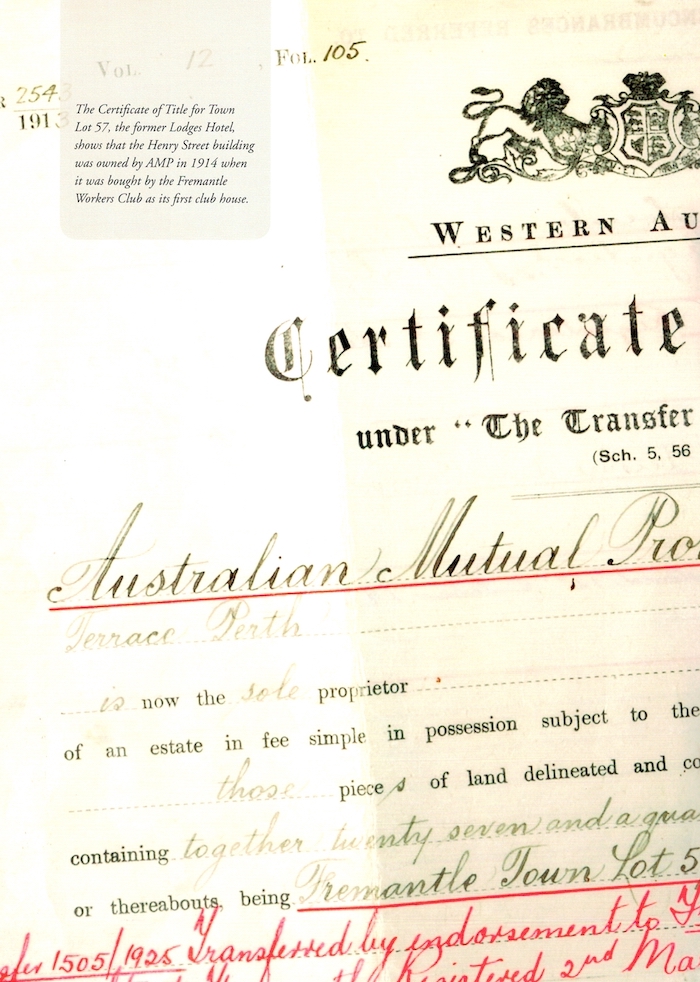 INCUMBRANCES REFERRED TO
Vol. 12, Fol. 105.
R 2543
1913
The Certificate of Title for Town
Lot 57, the former Lodges Hotel,
shows that the Henry Street building
was owned by AMP in 1914 when
it was bought by the Fremantle
Workers Club as its first club house.
Western Au
Certificate
under "The Transfer
(Sch. 5, 56
Australian Mutual Pro
Terrace Perth
is now the sole proprietor
of an estate in fee simple in possession subject to the
those pieces of land delineated and co
containing together twenty seven and a qua
or thereabouts, being Fremantle Town Lot 5
sfer 1505/1925 Transferred by endorsement to
Registered 2nd Ma